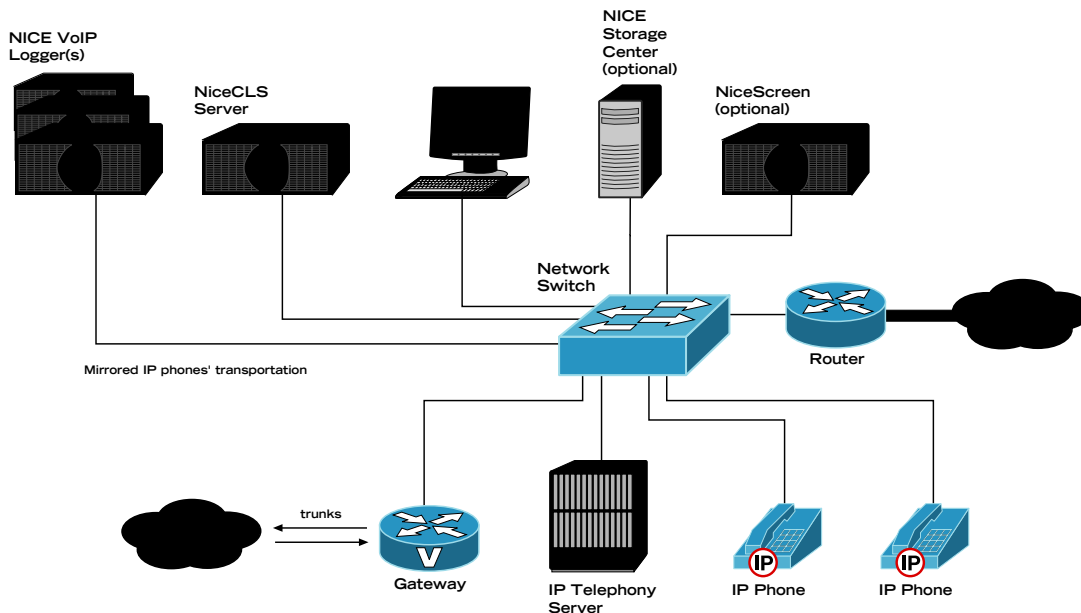 NICE VoIP
Logger(s)
NiceCLS
Server
NICE
Storage
Center
(optional)
NiceScreen
(optional)
Network
Switch
Router
Mirrored IP phones' transportation
trunks
V
Gateway
IP Telephony
Server
IP
IP Phone
IP
IP Phone